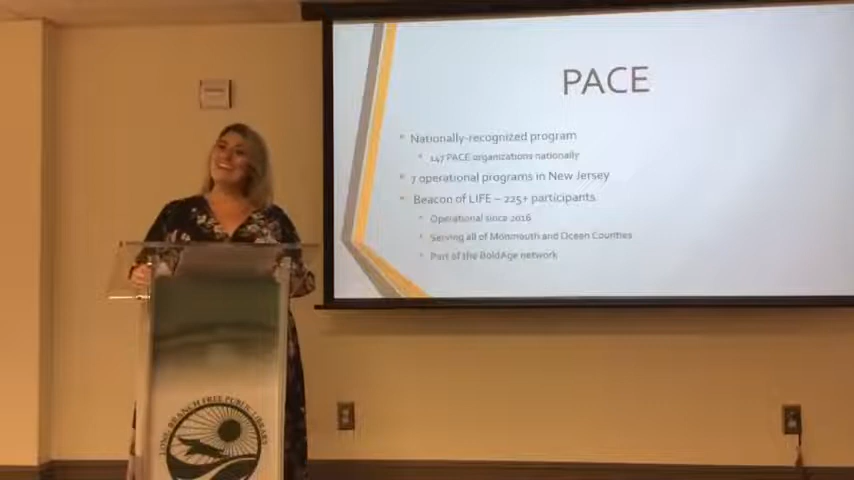 PACE
Nationally-recognized program
147 PACE organizations nationally
7 operational programs in New Jersey
Beacon of LIFE – 225+ participants
Operational since 2016
Serving all of Monmouth and Ocean Counties
Part of the BoldAge network
LONG BRANCH FREE PUBLIC LIBRARY